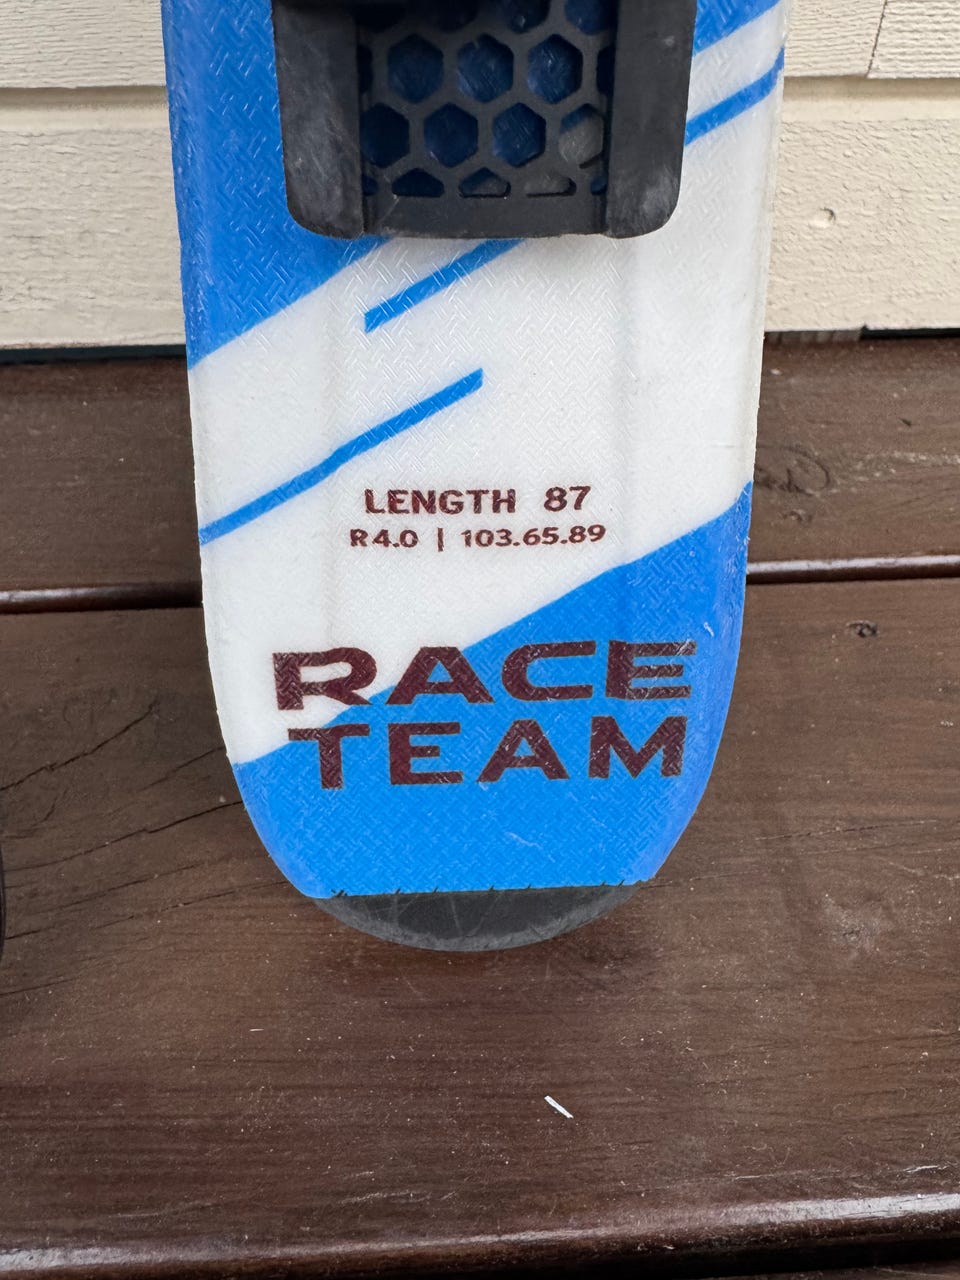 LENGTH 87
R4.0 | 103.65.89
RACE
TEAM